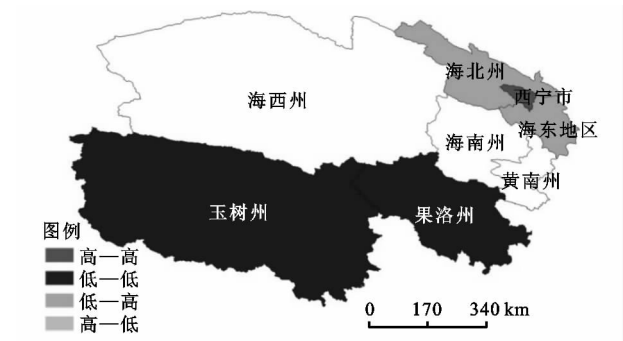 海北州
西宁市
海西州
海东地区
海南州
黄南州
玉树州
果洛州
图例
高—高
低—低
低—高
高—低
0 170 340 km